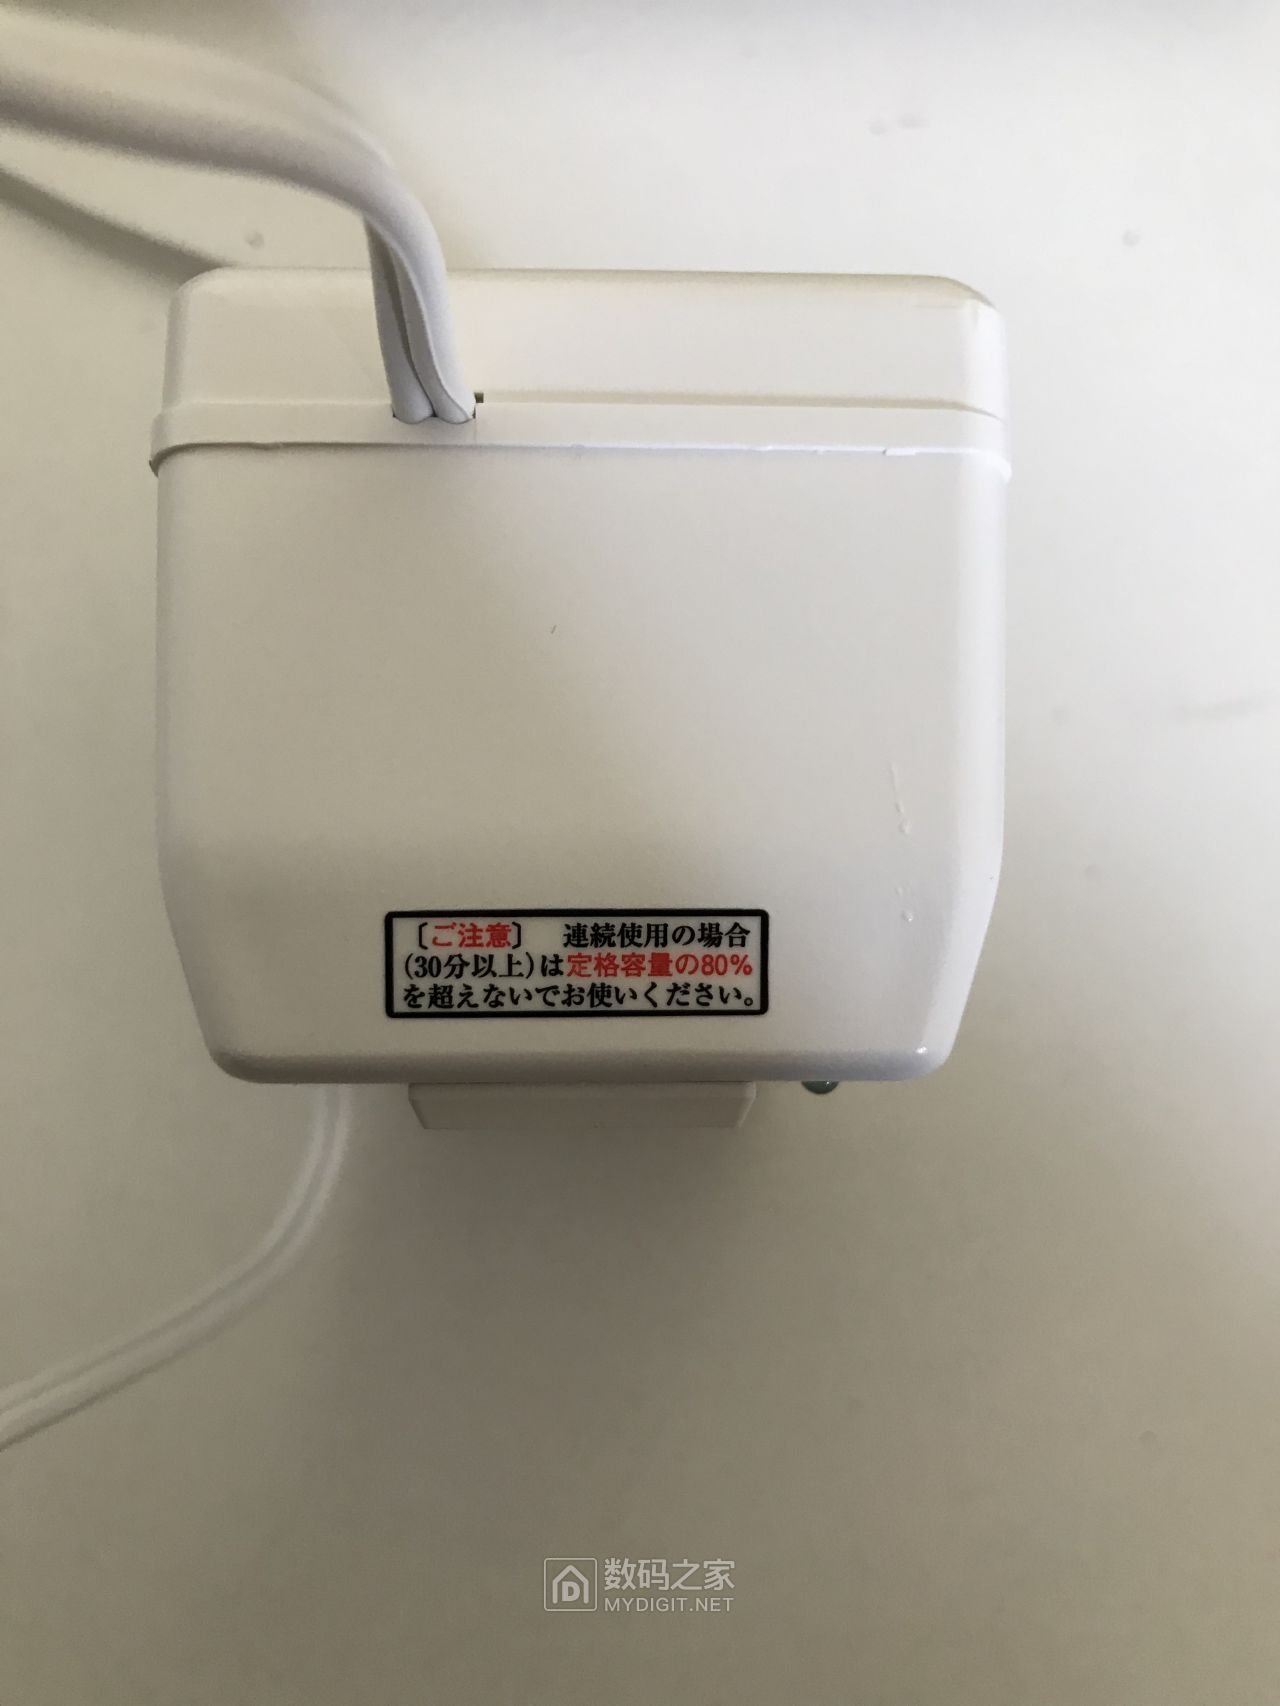 〔ご注意〕　連続使用の場合
(30分以上)は定格容量の80%
を超えないでお使いください。
数码之家
MYDIGIT.NET